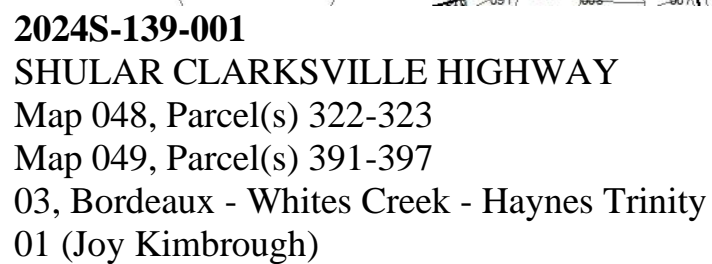 2024S-139-001
SHULAR CLARKSVILLE HIGHWAY
Map 048, Parcel(s) 322-323
Map 049, Parcel(s) 391-397
03, Bordeaux - Whites Creek - Haynes Trinity
01 (Joy Kimbrough)